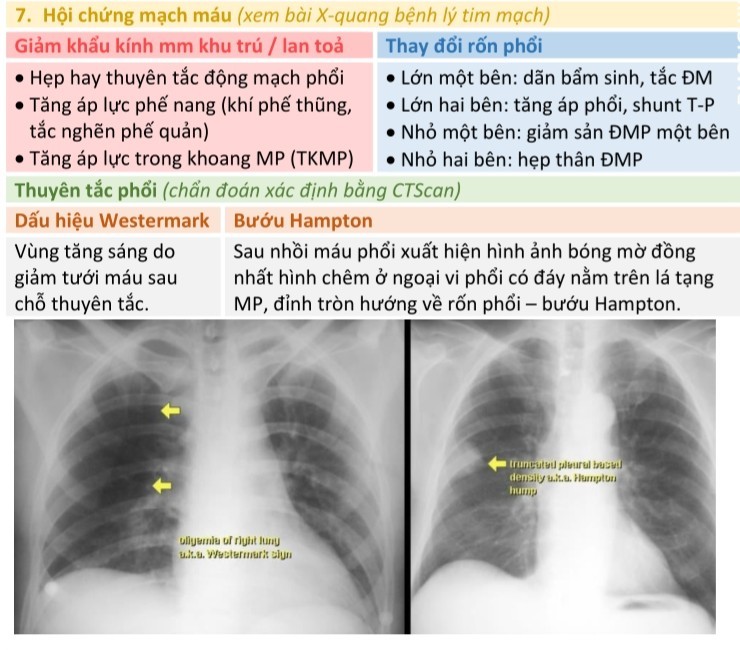 7. Hội chứng mạch máu (xem bài X-quang bệnh lý tim mạch)
Giảm khẩu kính mm khu trú / lan toả
• Hẹp hay thuyên tắc động mạch phổi
• Tăng áp lực phế nang (khí phế thũng,
tắc nghẽn phế quản)
• Tăng áp lực trong khoang MP (TKMP)
Thay đổi rốn phổi
• Lớn một bên: dãn bẩm sinh, tắc ĐM
• Lớn hai bên: tăng áp phổi, shunt T-P
• Nhỏ một bên: giảm sản ĐMP một bên
• Nhỏ hai bên: hẹp thân ĐMP
Thuyên tắc phổi (chẩn đoán xác định bằng CTScan)
Dấu hiệu Westermark
Vùng tăng sáng do
giảm tưới máu sau
chỗ thuyên tắc.
Bướu Hampton
Sau nhồi máu phổi xuất hiện hình ảnh bóng mờ đồng
nhất hình chêm ở ngoại vi phổi có đáy nằm trên lá tạng
MP, đỉnh tròn hướng về rốn phổi – bướu Hampton.
oligemia of right lung
a.k.a. Westermark sign
truncated pleural based
density a.k.a. Hampton
hump